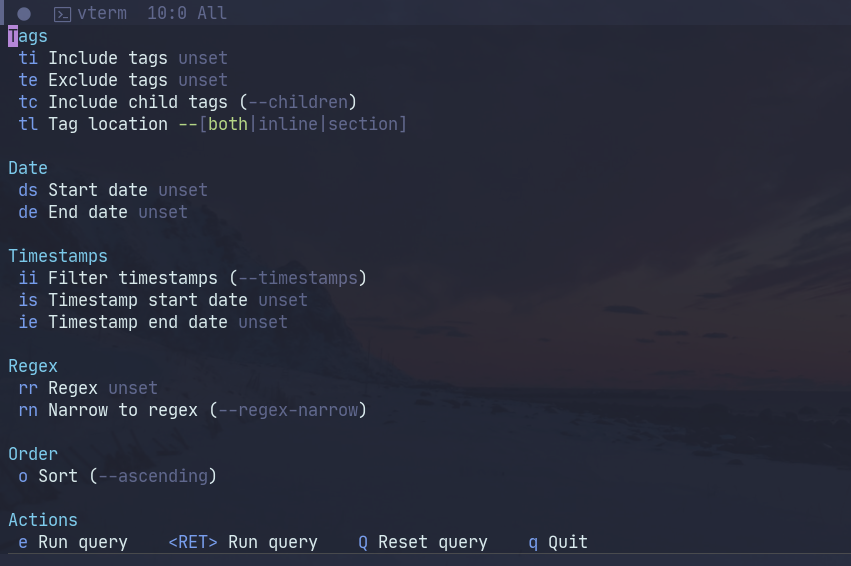 vterm 10:0 All
Tags
ti Include tags unset
te Exclude tags unset
tc Include child tags (--children)
tl Tag location --[both|inline|section]
Date
ds Start date unset
de End date unset
Timestamps
ii Filter timestamps (--timestamps)
is Timestamp start date unset
ie Timestamp end date unset
Regex
rr Regex unset
rn Narrow to regex (--regex-narrow)
Order
o Sort (--ascending)
Actions
e Run query <RET> Run query Q Reset query q Quit